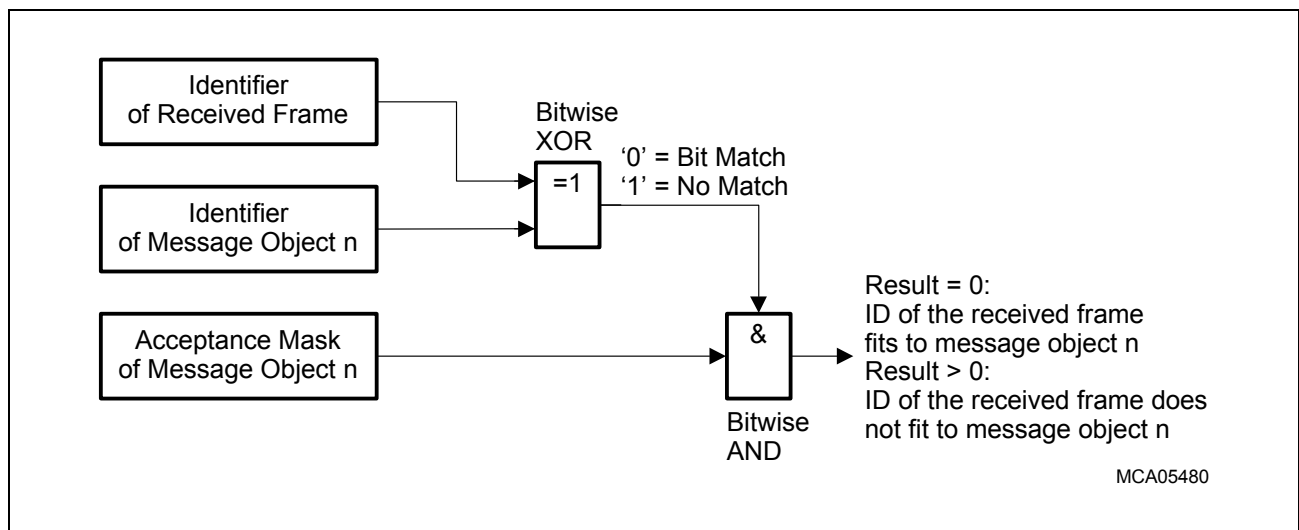 Identifier
of Received Frame
Bitwise
XOR
‘0’ = Bit Match
‘1’ = No Match
=1
Identifier
of Message Object n
Acceptance Mask
of Message Object n
&
Bitwise
AND
Result = 0:
ID of the received frame
fits to message object n
Result > 0:
ID of the received frame does
not fit to message object n
MCA05480